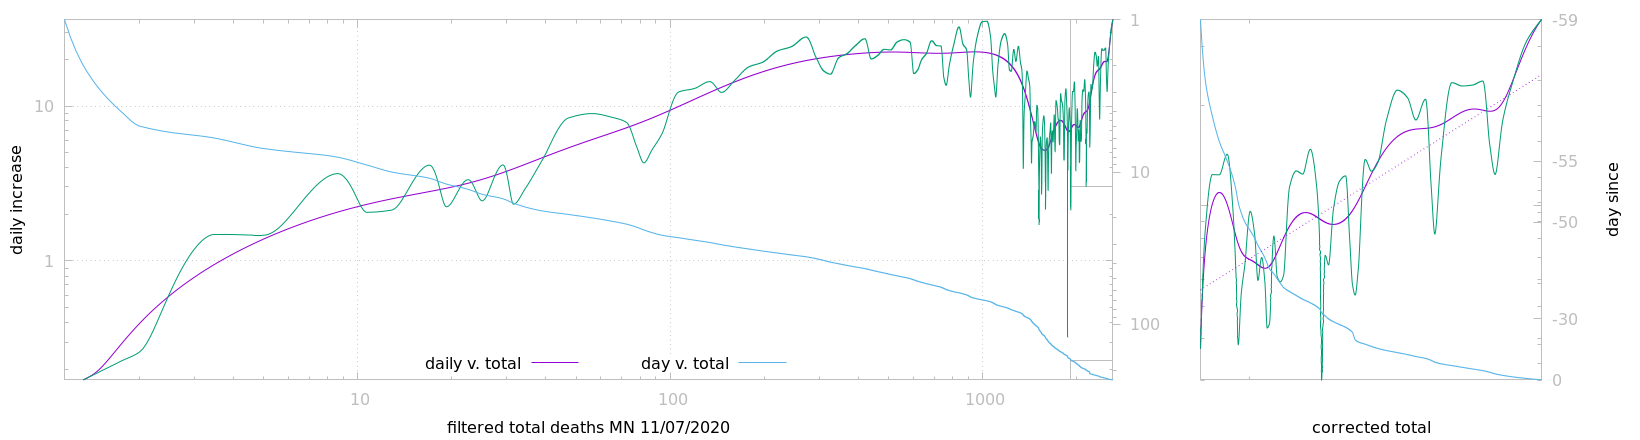 daily increase
10
1
daily v. total
day v. total
10
100
1000
1
10
100
filtered total deaths MN 11/07/2020
-59
-55
-50
-30
0
day since
corrected total